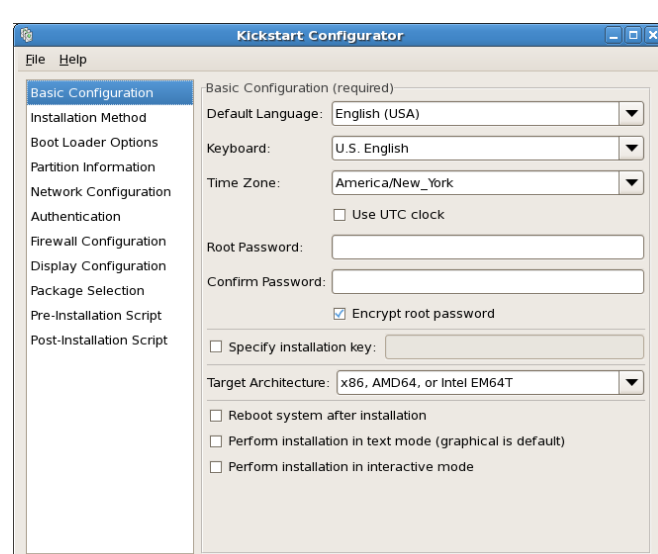 Kickstart Configurator
File Help
Basic Configuration
Installation Method
Boot Loader Options
Partition Information
Network Configuration
Authentication
Firewall Configuration
Display Configuration
Package Selection
Pre-Installation Script
Post-Installation Script
Basic Configuration (required)
Default Language: English (USA)
Keyboard: U.S. English
Time Zone: America/New_York
Use UTC clock
Root Password:
Confirm Password:
Encrypt root password
Specify installation key:
Target Architecture: x86, AMD64, or Intel EM64T
Reboot system after installation
Perform installation in text mode (graphical is default)
Perform installation in interactive mode